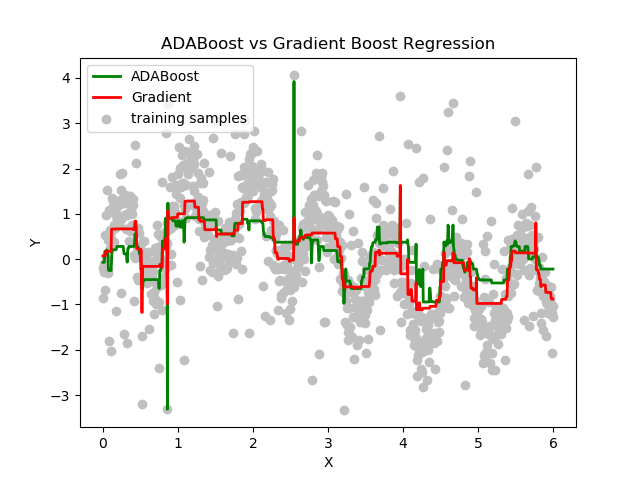 ADABoost vs Gradient Boost Regression
ADABoost
Gradient
training samples
Y
4
3
2
1
0
−1
−2
−3
0
1
2
3
4
5
6
X